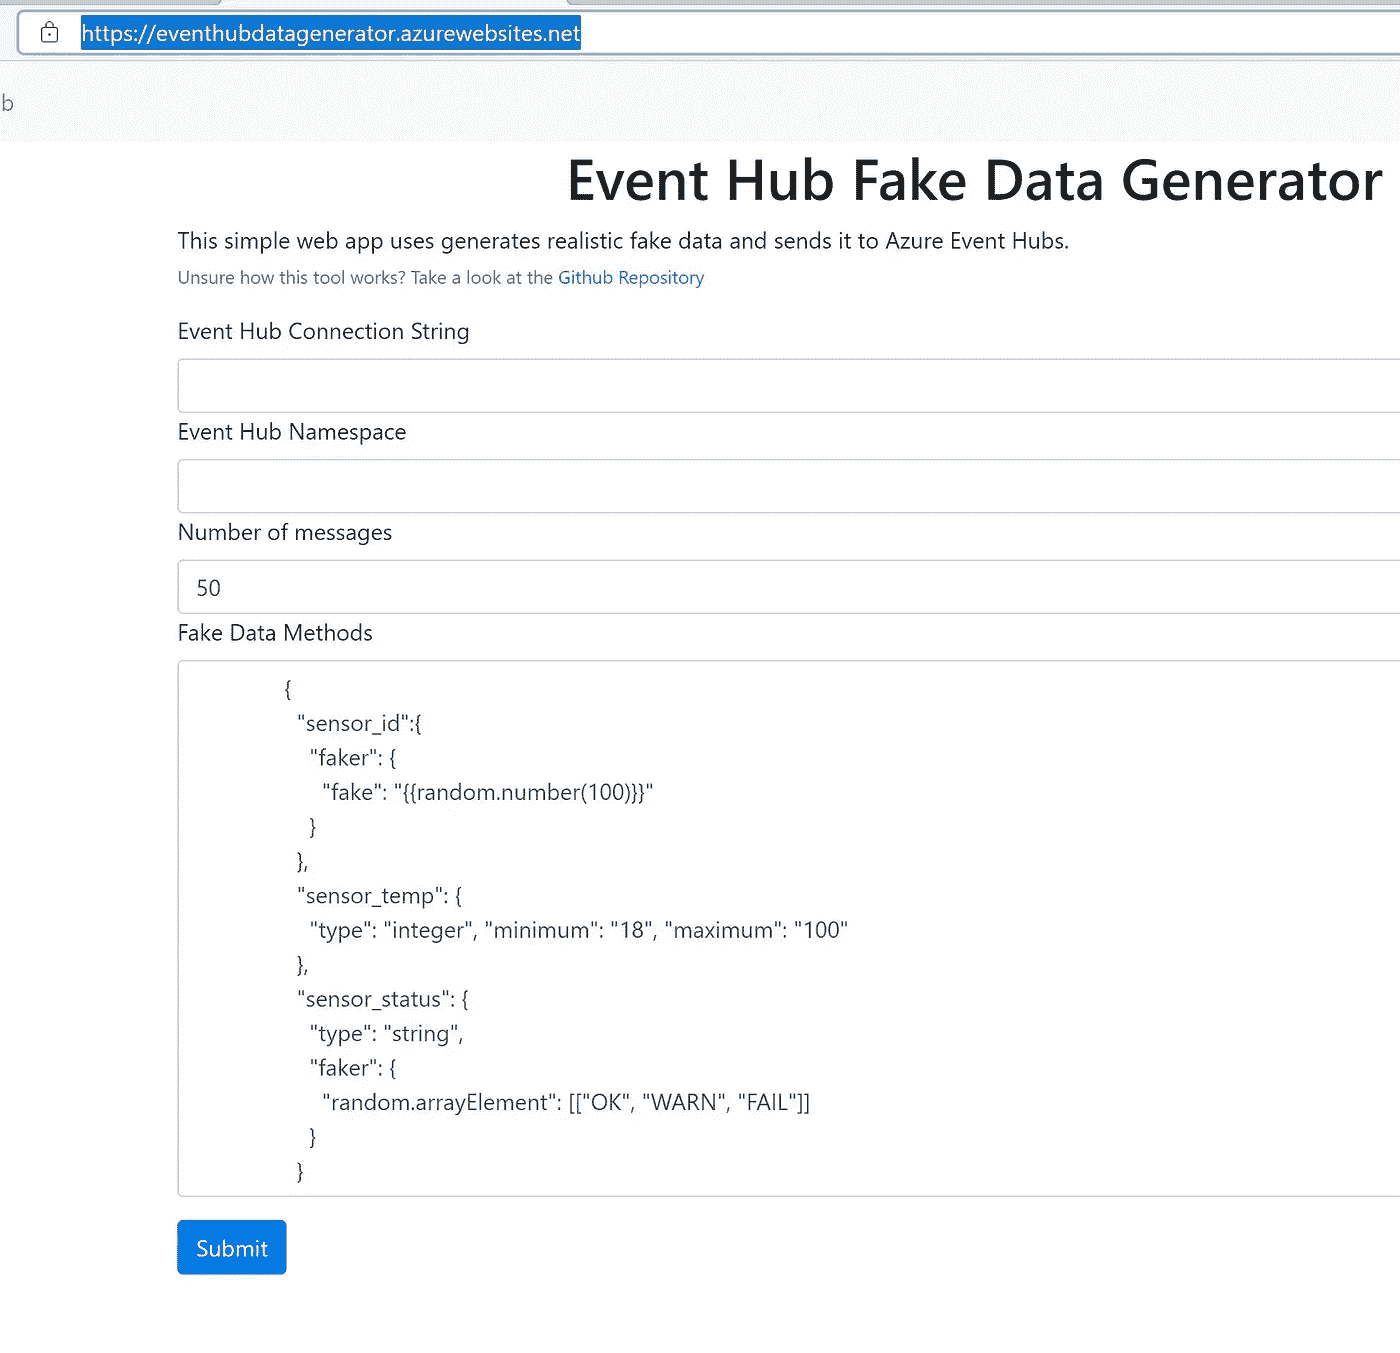 https://eventhubdatagenerator.azurewebsites.net
b
Event Hub Fake Data Generator
This simple web app uses generates realistic fake data and sends it to Azure Event Hubs.
Unsure how this tool works? Take a look at the Github Repository
Event Hub Connection String
Event Hub Namespace
Number of messages
50
Fake Data Methods
{
"sensor_id":{
"faker": {
"fake": "{{random.number(100)}}"
}
},
"sensor_temp": {
"type": "integer", "minimum": "18", "maximum": "100"
},
"sensor_status": {
"type": "string",
"faker": {
"random.arrayElement": [["OK", "WARN", "FAIL"]]
}
}
Submit